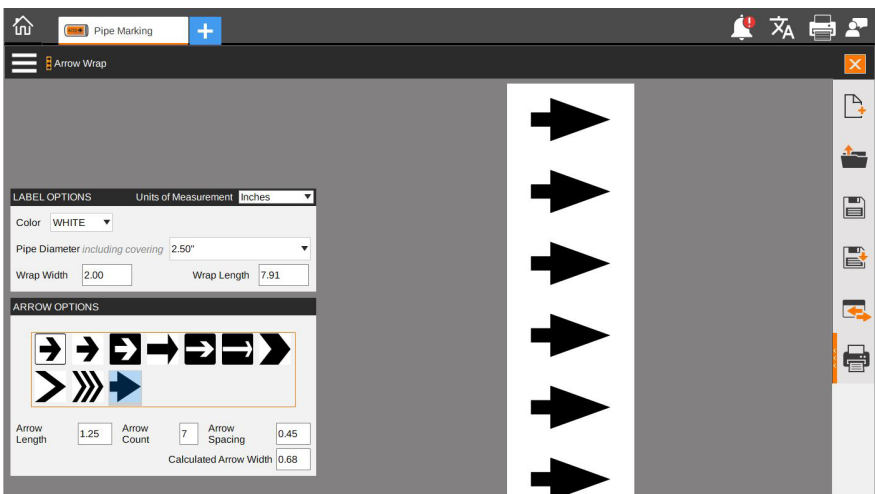 Pipe Marking
Arrow Wrap
LABEL OPTIONS Units of Measurement Inches
Color WHITE
Pipe Diameter including covering 2.50"
Wrap Width 2.00 Wrap Length 7.91
ARROW OPTIONS
Arrow Length 1.25 Arrow Count 7 Arrow Spacing 0.45
Calculated Arrow Width 0.68